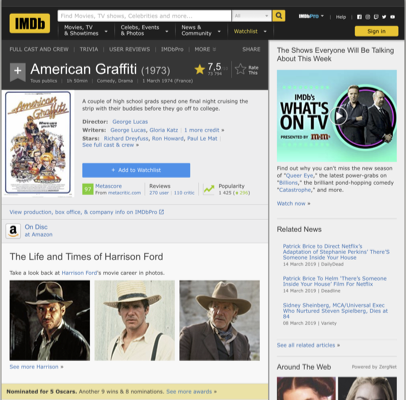 IMDb
Find Movies, TV shows, Celebrities and more...
All
IMDbPro
Help
Movies, TV
& Showtimes
Celebs, Events
& Photos
News &
Community
Watchlist
Sign in
FULL CAST AND CREW | TRIVIA | USER REVIEWS | IMDbPro | MORE
SHARE
American Graffiti (1973)
Tous publics | 1h 50min | Comedy, Drama | 1 March 1974 (France)
7,5
Rate
This
American Graffiti
A couple of high school grads spend one final night cruising
the strip with their buddies before they go off to college.
Director: George Lucas
Writers: George Lucas, Gloria Katz | 1 more credit »
Stars: Richard Dreyfuss, Ron Howard, Paul Le Mat |
See full cast & crew »
+ Add to Watchlist
97
Metascore
From metacritic.com
Reviews
270 user | 110 critic
Popularity
1 425
View production, box office, & company info on IMDbPro
a
On Disc
at Amazon
The Life and Times of Harrison Ford
Take a look back at Harrison Ford's movie career in photos.
See more Harrison »
Nominated for 5 Oscars. Another 9 wins & 8 nominations. See more awards »
The Shows Everyone Will Be Talking
About This Week
IMDb's
WHAT'S ON
TV
PRESENTED BY
Find out why you can't miss the new season
of "Queer Eye," the latest power-grabs on
"Billions," the brilliant pond-hopping comedy
"Catastrophe," and more.
Watch now »
Related News
Patrick Brice to Direct Netflix's
Adaptation of Stephanie Perkins' There'S
Someone Inside Your House
14 March 2019 | DailyDead
Patrick Brice To Helm 'There's Someone
Inside Your House' Film For Netflix
14 March 2019 | Deadline
Sidney Sheinberg, MCA/Universal Exec
Who Nurtured Steven Spielberg, Dies at
84
08 March 2019 | Variety
See all related articles »
Around The Web
Powered by ZergNet